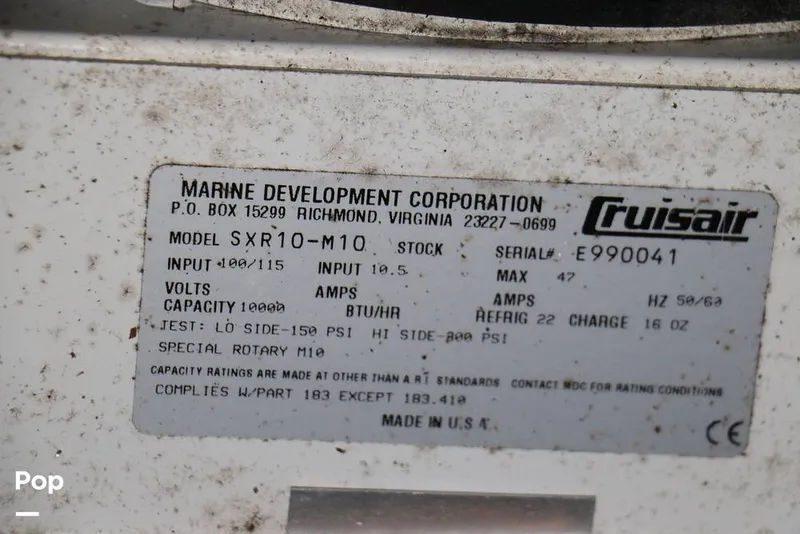 MARINE DEVELOPMENT CORPORATION
Cruisair
P.O. BOX 15299 RICHMOND, VIRGINIA 23227-0699
MODEL SXR10-M10 STOCK SERIAL# E990041
INPUT 100/115 INPUT 10.5 MAX 47
VOLTS AMPS AMPS HZ 50/60
CAPACITY 10000 BTU/HR REFRIG 22 CHARGE 16 OZ
TEST: LO SIDE-150 PSI HI SIDE-800 PSI
SPECIAL ROTARY M10
CAPACITY RATINGS ARE MADE AT OTHER THAN A.R.I. STANDARDS CONTACT MDC FOR RATING CONDITIONS
COMPLIES W/PART 183 EXCEPT 183.410
MADE IN U.S.A.
CE
Pop